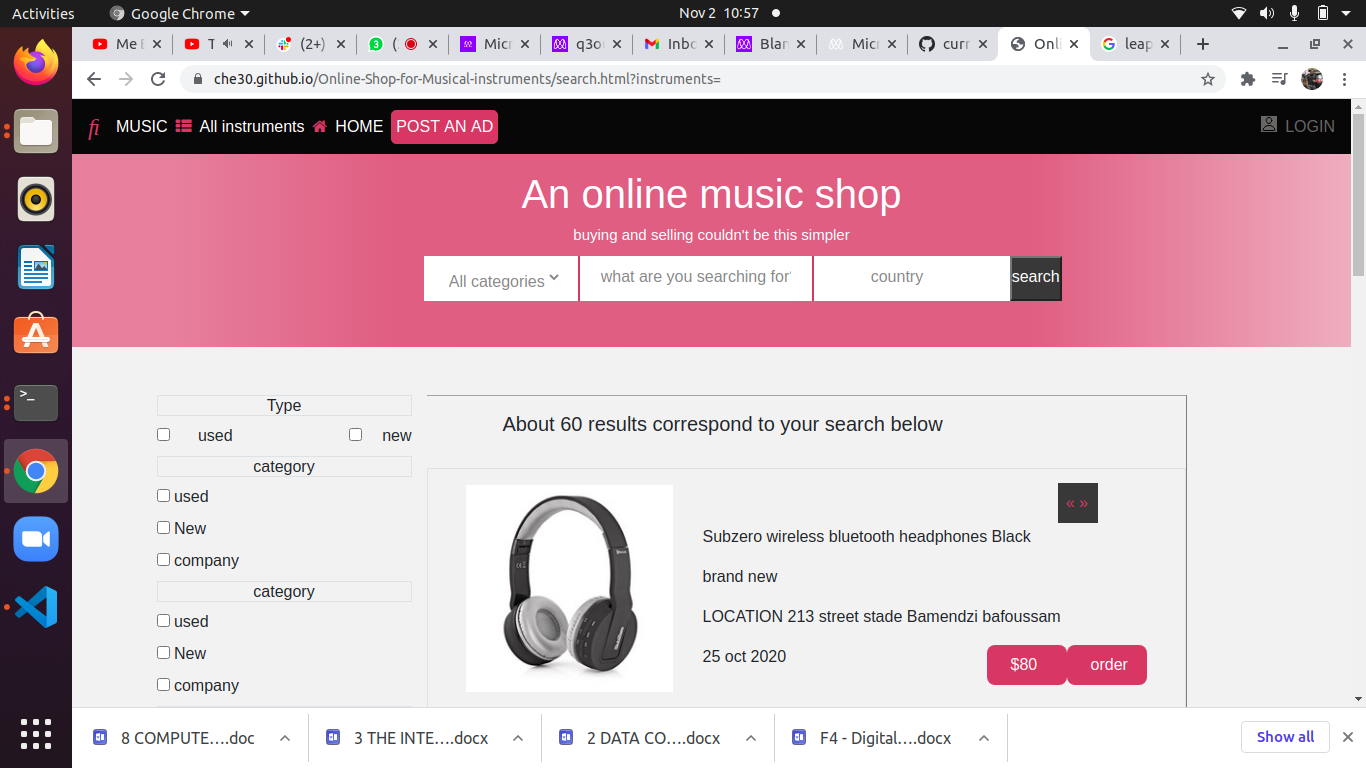 Activities Google Chrome Nov 2 10:57
Me E T (2+) 3 (. Micr q3ou Inbo Blan Micr curr Onli leap
che30.github.io/Online-Shop-for-Musical-instruments/search.html?instruments=
fi MUSIC All instruments HOME POST AN AD LOGIN
An online music shop
buying and selling couldn't be this simpler
All categories what are you searching for? country search
Type
used new
category
used
New
company
category
used
New
company
About 60 results correspond to your search below
« »
Subzero wireless bluetooth headphones Black
brand new
LOCATION 213 street stade Bamendzi bafoussam
25 oct 2020
$80 order
8 COMPUTE….doc 3 THE INTE….docx 2 DATA CO….docx F4 - Digital….docx Show all